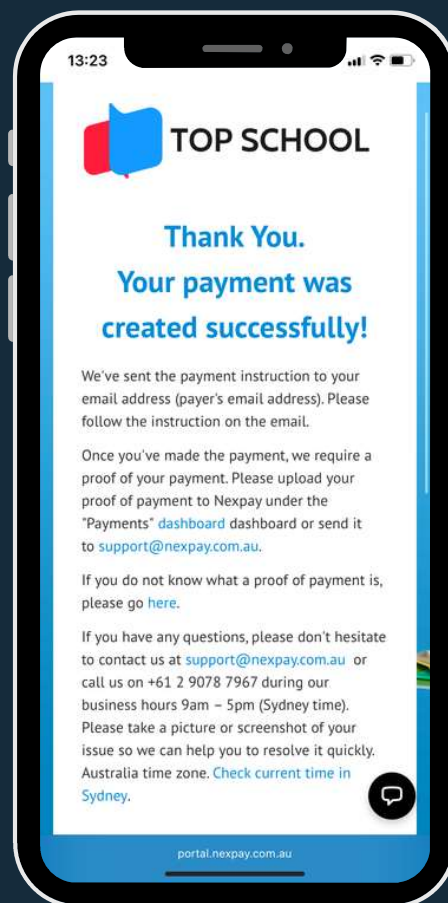 13:23
TOP SCHOOL
Thank You.
Your payment was
created successfully!
We've sent the payment instruction to your
email address (payer's email address). Please
follow the instruction on the email.
Once you've made the payment, we require a
proof of your payment. Please upload your
proof of payment to Nexpay under the
"Payments" dashboard dashboard or send it
to support@nexpay.com.au.
If you do not know what a proof of payment is,
please go here.
If you have any questions, please don't hesitate
to contact us at support@nexpay.com.au or
call us on +61 2 9078 7967 during our
business hours 9am – 5pm (Sydney time).
Please take a picture or screenshot of your
issue so we can help you to resolve it quickly.
Australia time zone. Check current time in
Sydney.
portal.nexpay.com.au